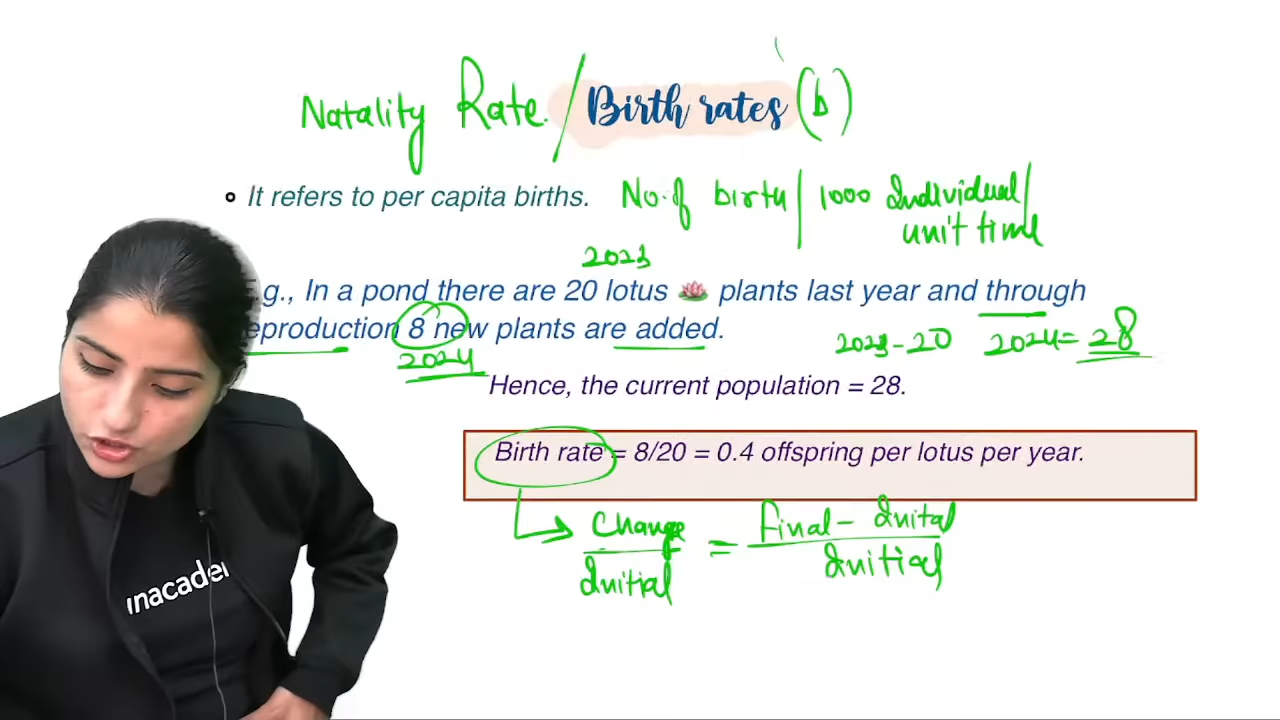 Natality Rate / Birth rates (b)
It refers to per capita births. No. of birth / 1000 Individual / unit time
2023
E.g., In a pond there are 20 lotus 🪷 plants last year and through
eproduction 8 new plants are added.
2023 - 20 2024 = 28
2024
Hence, the current population = 28.
Birth rate = 8/20 = 0.4 offspring per lotus per year.
Change / Initial = Final - Inital / Initial
inacader